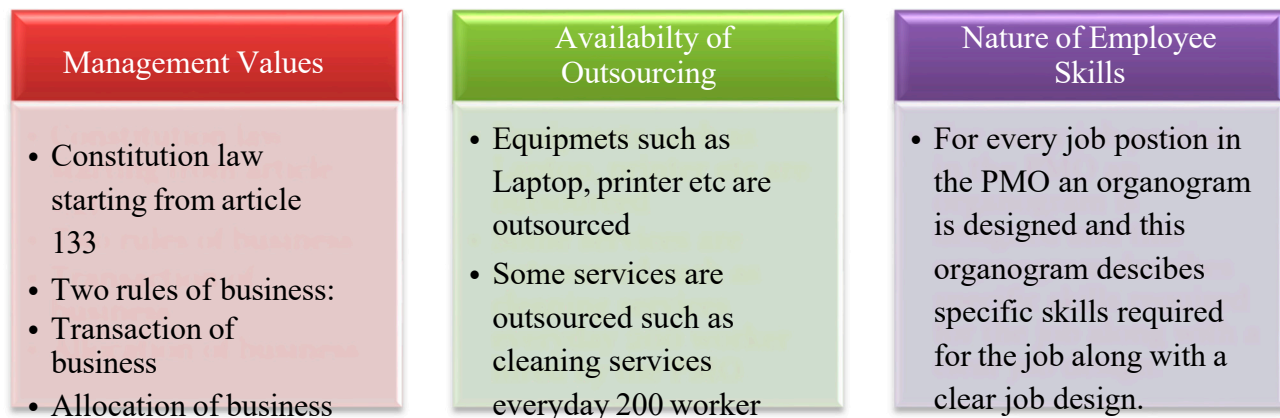 Management Values
• Constitution law
starting from article
133
• Two rules of business:
• Transaction of
business
• Allocation of business
Availabilty of
Outsourcing
• Equipmets such as
Laptop, printer etc are
outsourced
• Some services are
outsourced such as
cleaning services
everyday 200 worker
Nature of Employee
Skills
• For every job postion in
the PMO an organogram
is designed and this
organogram descibes
specific skills required
for the job along with a
clear job design.